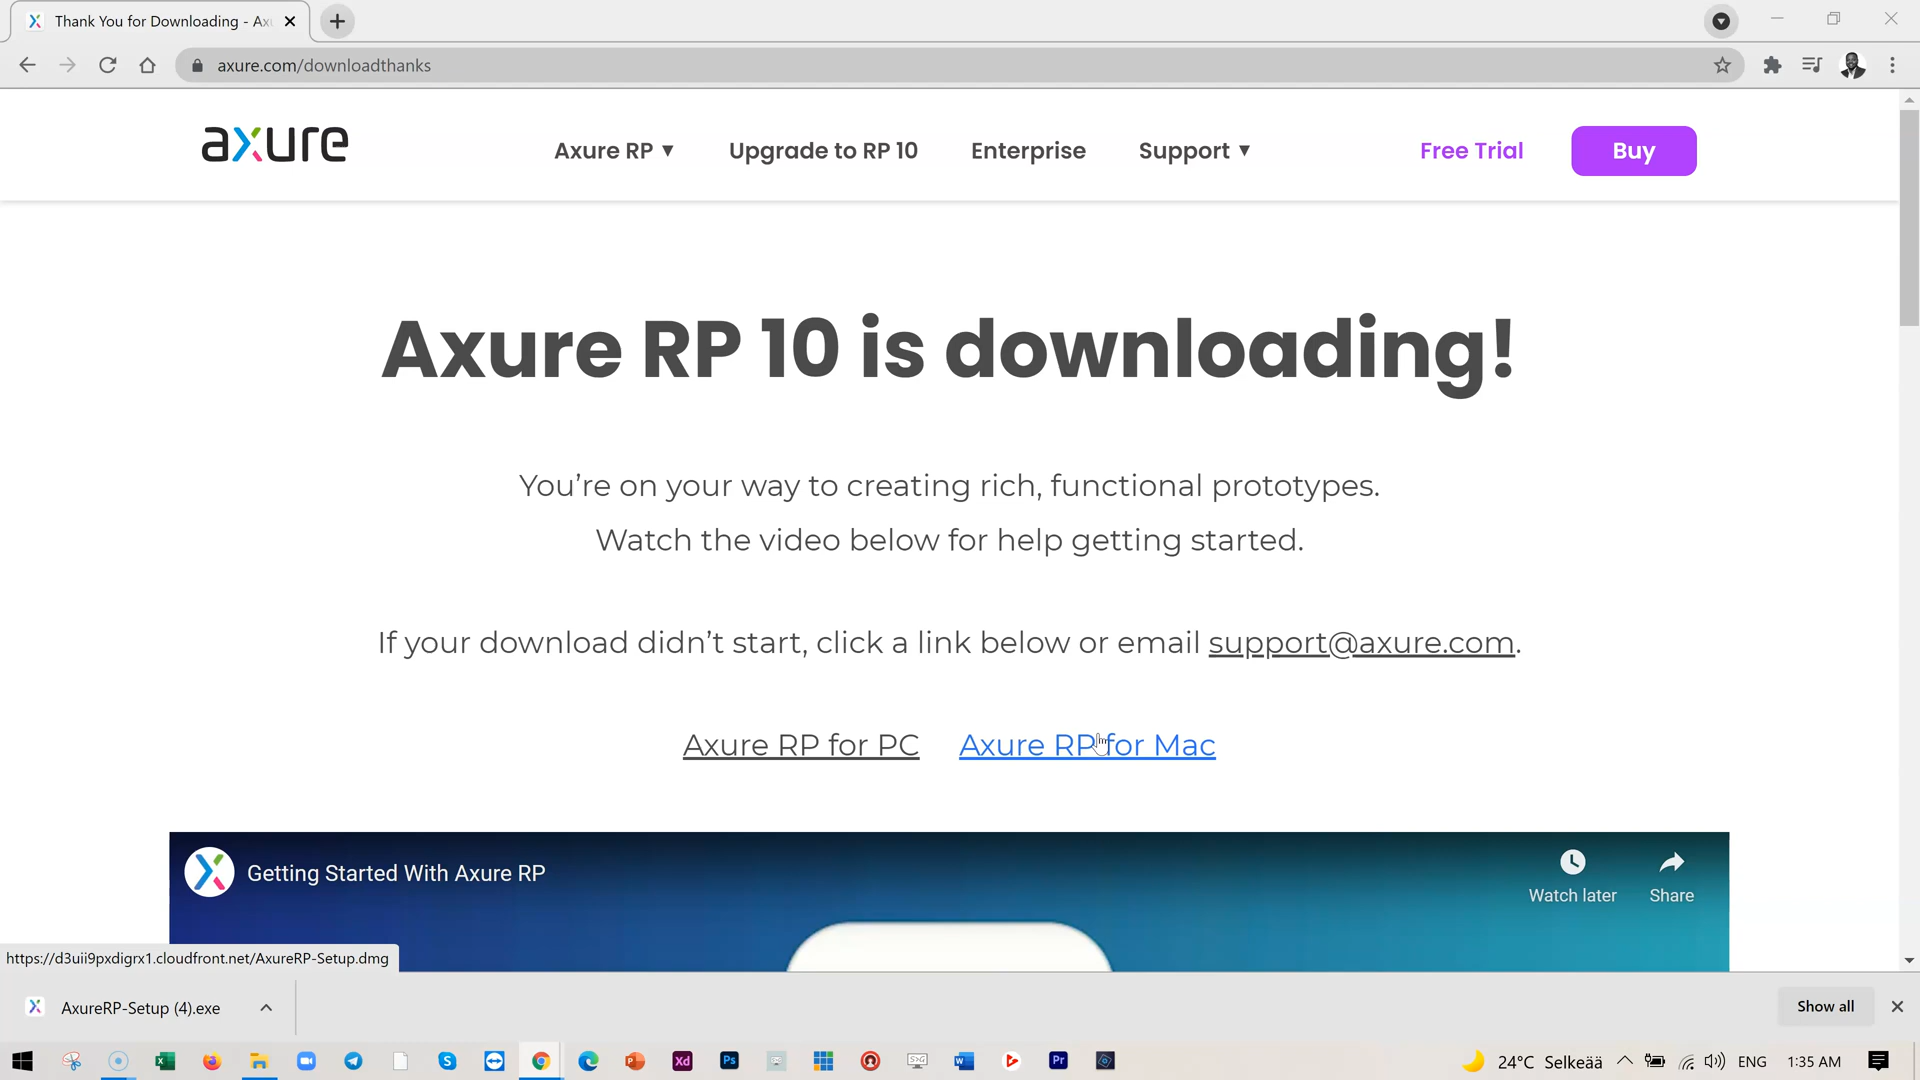 Thank You for Downloading - Ax
axure.com/downloadthanks
axure
Axure RP ▼
Upgrade to RP 10
Enterprise
Support ▼
Free Trial
Buy
Axure RP 10 is downloading!
You’re on your way to creating rich, functional prototypes.
Watch the video below for help getting started.
If your download didn’t start, click a link below or email support@axure.com.
Axure RP for PC
Axure RP for Mac
Getting Started With Axure RP
Watch later
Share
https://d3uii9pxdigrx1.cloudfront.net/AxureRP-Setup.dmg
AxureRP-Setup (4).exe
Show all
Xd
Ps
SVG
Pr
24°C Selkeää
ENG
1:35 AM